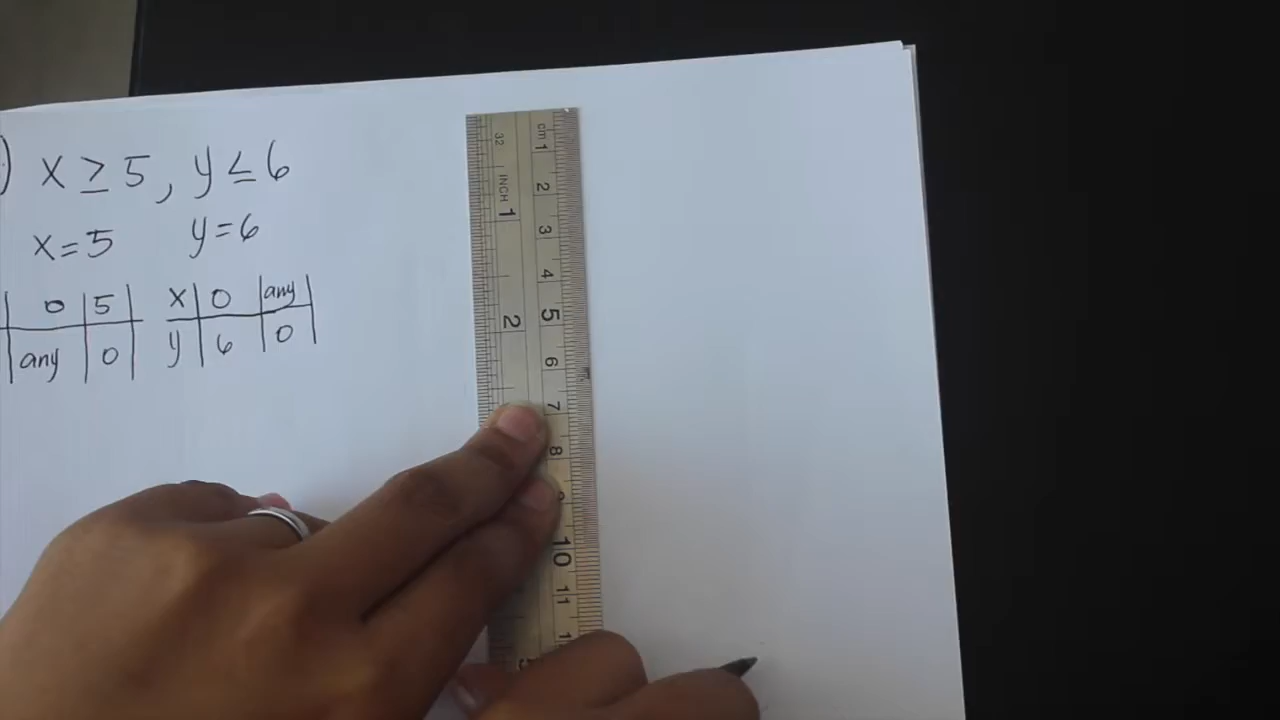 ) x ≥ 5, y ≤ 6
x = 5 y = 6
0 5 x 0 any
any 0 y 6 0
32 cm 1
INCH 1 2
2 3
4
5
6
7
8
10
11